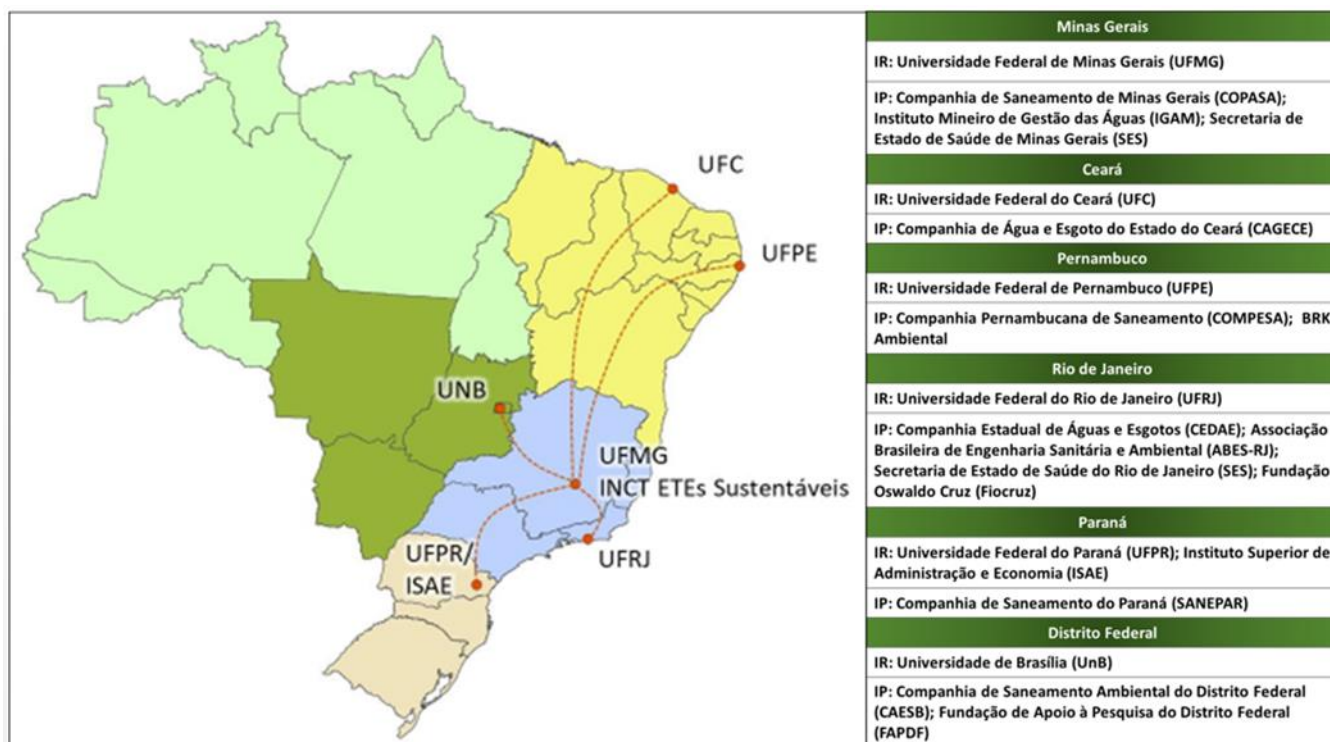 UFC
UFPE
UNB
UFMG
INCT ETEs Sustentáveis
UFPR/
ISAE
UFRJ
Minas Gerais
IR: Universidade Federal de Minas Gerais (UFMG)
IP: Companhia de Saneamento de Minas Gerais (COPASA);
Instituto Mineiro de Gestão das Águas (IGAM); Secretaria de
Estado de Saúde de Minas Gerais (SES)
Ceará
IR: Universidade Federal do Ceará (UFC)
IP: Companhia de Água e Esgoto do Estado do Ceará (CAGECE)
Pernambuco
IR: Universidade Federal de Pernambuco (UFPE)
IP: Companhia Pernambucana de Saneamento (COMPESA); BRK
Ambiental
Rio de Janeiro
IR: Universidade Federal do Rio de Janeiro (UFRJ)
IP: Companhia Estadual de Águas e Esgotos (CEDAE); Associação
Brasileira de Engenharia Sanitária e Ambiental (ABES-RJ);
Secretaria de Estado de Saúde do Rio de Janeiro (SES); Fundação
Oswaldo Cruz (Fiocruz)
Paraná
IR: Universidade Federal do Paraná (UFPR); Instituto Superior de
Administração e Economia (ISAE)
IP: Companhia de Saneamento do Paraná (SANEPAR)
Distrito Federal
IR: Universidade de Brasília (UnB)
IP: Companhia de Saneamento Ambiental do Distrito Federal
(CAESB); Fundação de Apoio à Pesquisa do Distrito Federal
(FAPDF)